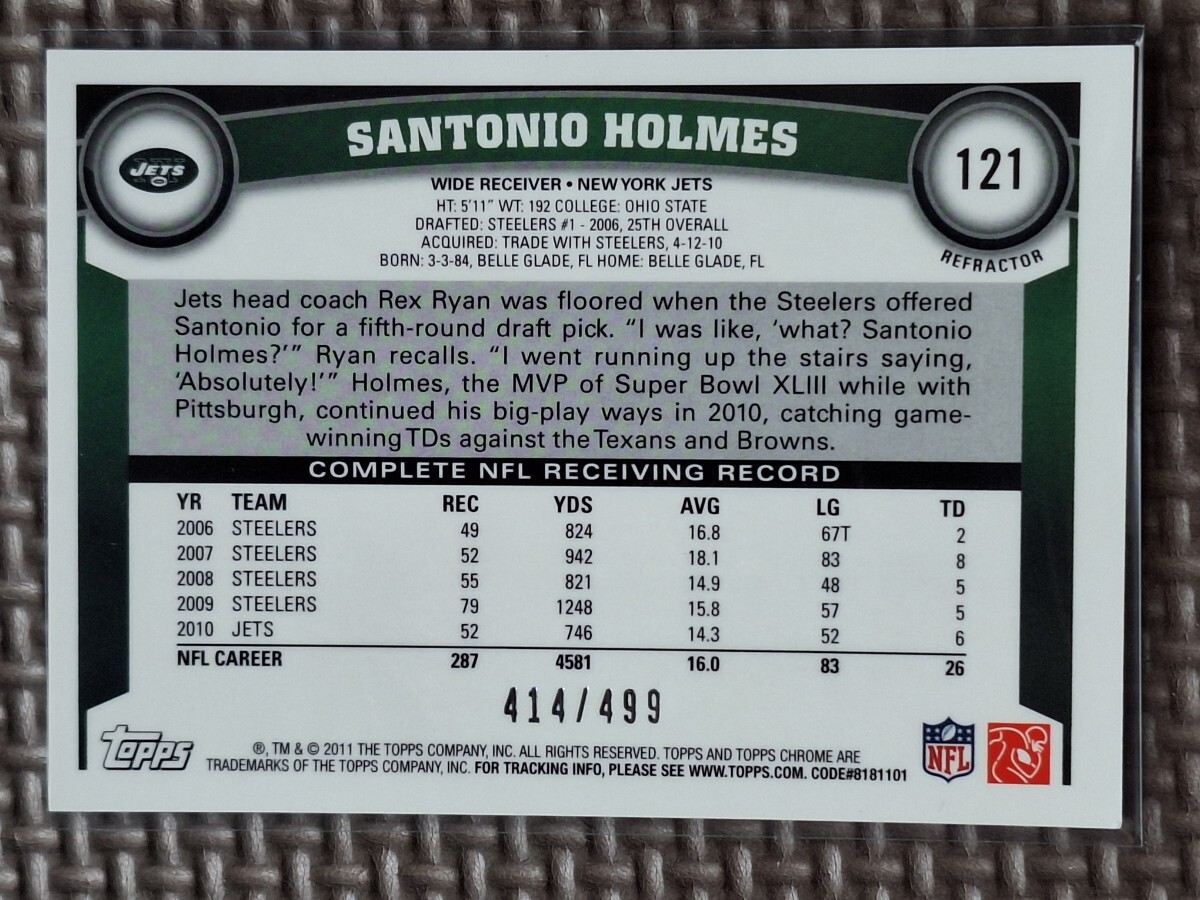 SANTONIO HOLMES
JETS
121
REFRACTOR
WIDE RECEIVER • NEW YORK JETS
HT: 5'11" WT: 192 COLLEGE: OHIO STATE
DRAFTED: STEELERS #1 - 2006, 25TH OVERALL
ACQUIRED: TRADE WITH STEELERS, 4-12-10
BORN: 3-3-84, BELLE GLADE, FL HOME: BELLE GLADE, FL
Jets head coach Rex Ryan was floored when the Steelers offered
Santonio for a fifth-round draft pick. “I was like, ‘what? Santonio
Holmes?’” Ryan recalls. “I went running up the stairs saying,
‘Absolutely!’” Holmes, the MVP of Super Bowl XLIII while with
Pittsburgh, continued his big-play ways in 2010, catching game-
winning TDs against the Texans and Browns.
COMPLETE NFL RECEIVING RECORD
YR TEAM REC YDS AVG LG TD
2006 STEELERS 49 824 16.8 67T 2
2007 STEELERS 52 942 18.1 83 8
2008 STEELERS 55 821 14.9 48 5
2009 STEELERS 79 1248 15.8 57 5
2010 JETS 52 746 14.3 52 6
NFL CAREER 287 4581 16.0 83 26
414/499
Topps
®, TM & © 2011 THE TOPPS COMPANY, INC. ALL RIGHTS RESERVED. TOPPS AND TOPPS CHROME ARE
TRADEMARKS OF THE TOPPS COMPANY, INC. FOR TRACKING INFO, PLEASE SEE WWW.TOPPS.COM. CODE#8181101
NFL